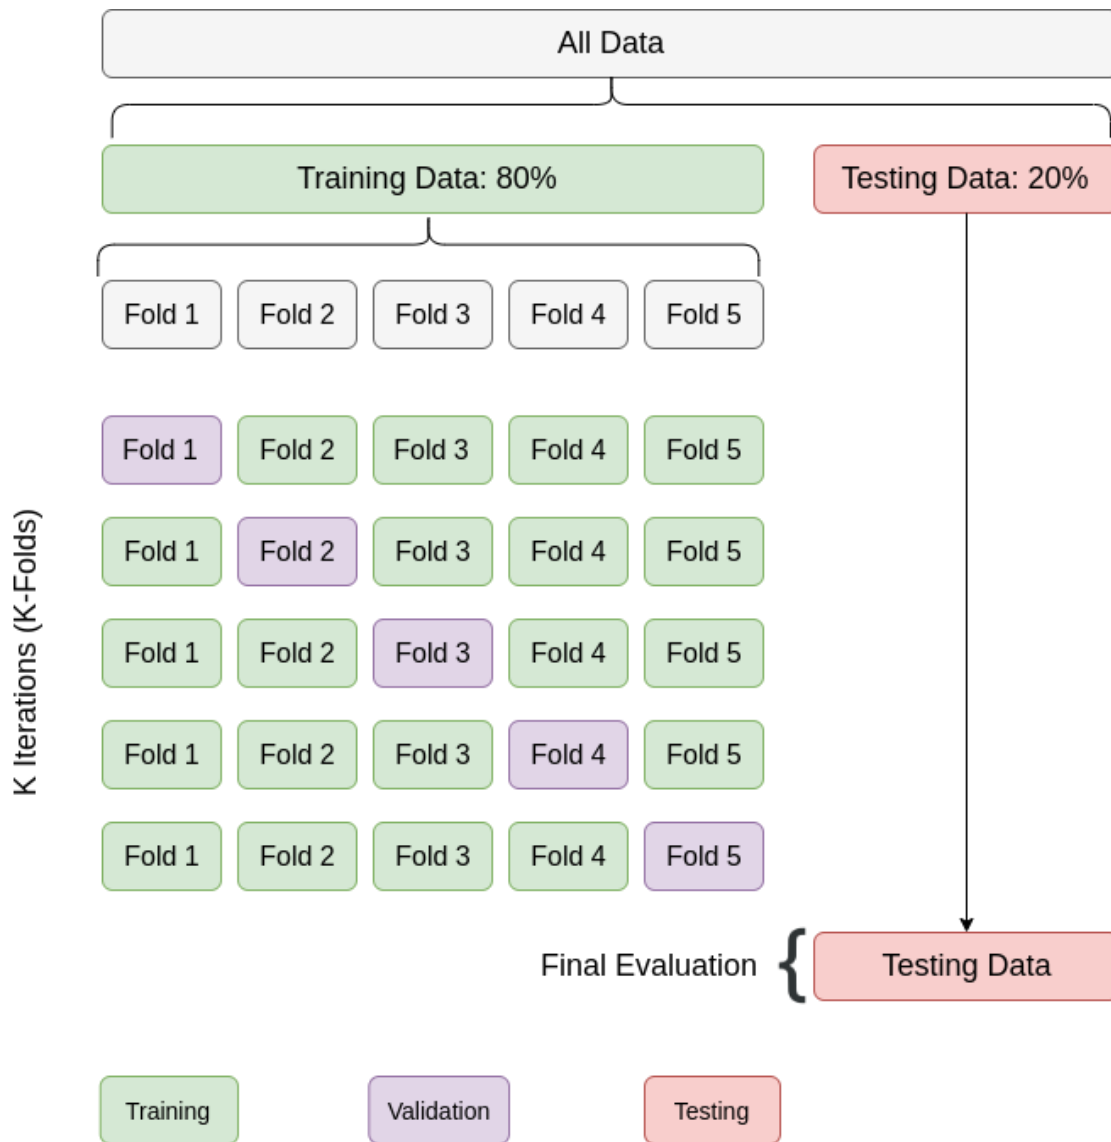 All Data
Training Data: 80%
Testing Data: 20%
Fold 1 Fold 2 Fold 3 Fold 4 Fold 5
K Iterations (K-Folds)
Fold 1 Fold 2 Fold 3 Fold 4 Fold 5
Fold 1 Fold 2 Fold 3 Fold 4 Fold 5
Fold 1 Fold 2 Fold 3 Fold 4 Fold 5
Fold 1 Fold 2 Fold 3 Fold 4 Fold 5
Fold 1 Fold 2 Fold 3 Fold 4 Fold 5
Final Evaluation { Testing Data
Training
Validation
Testing